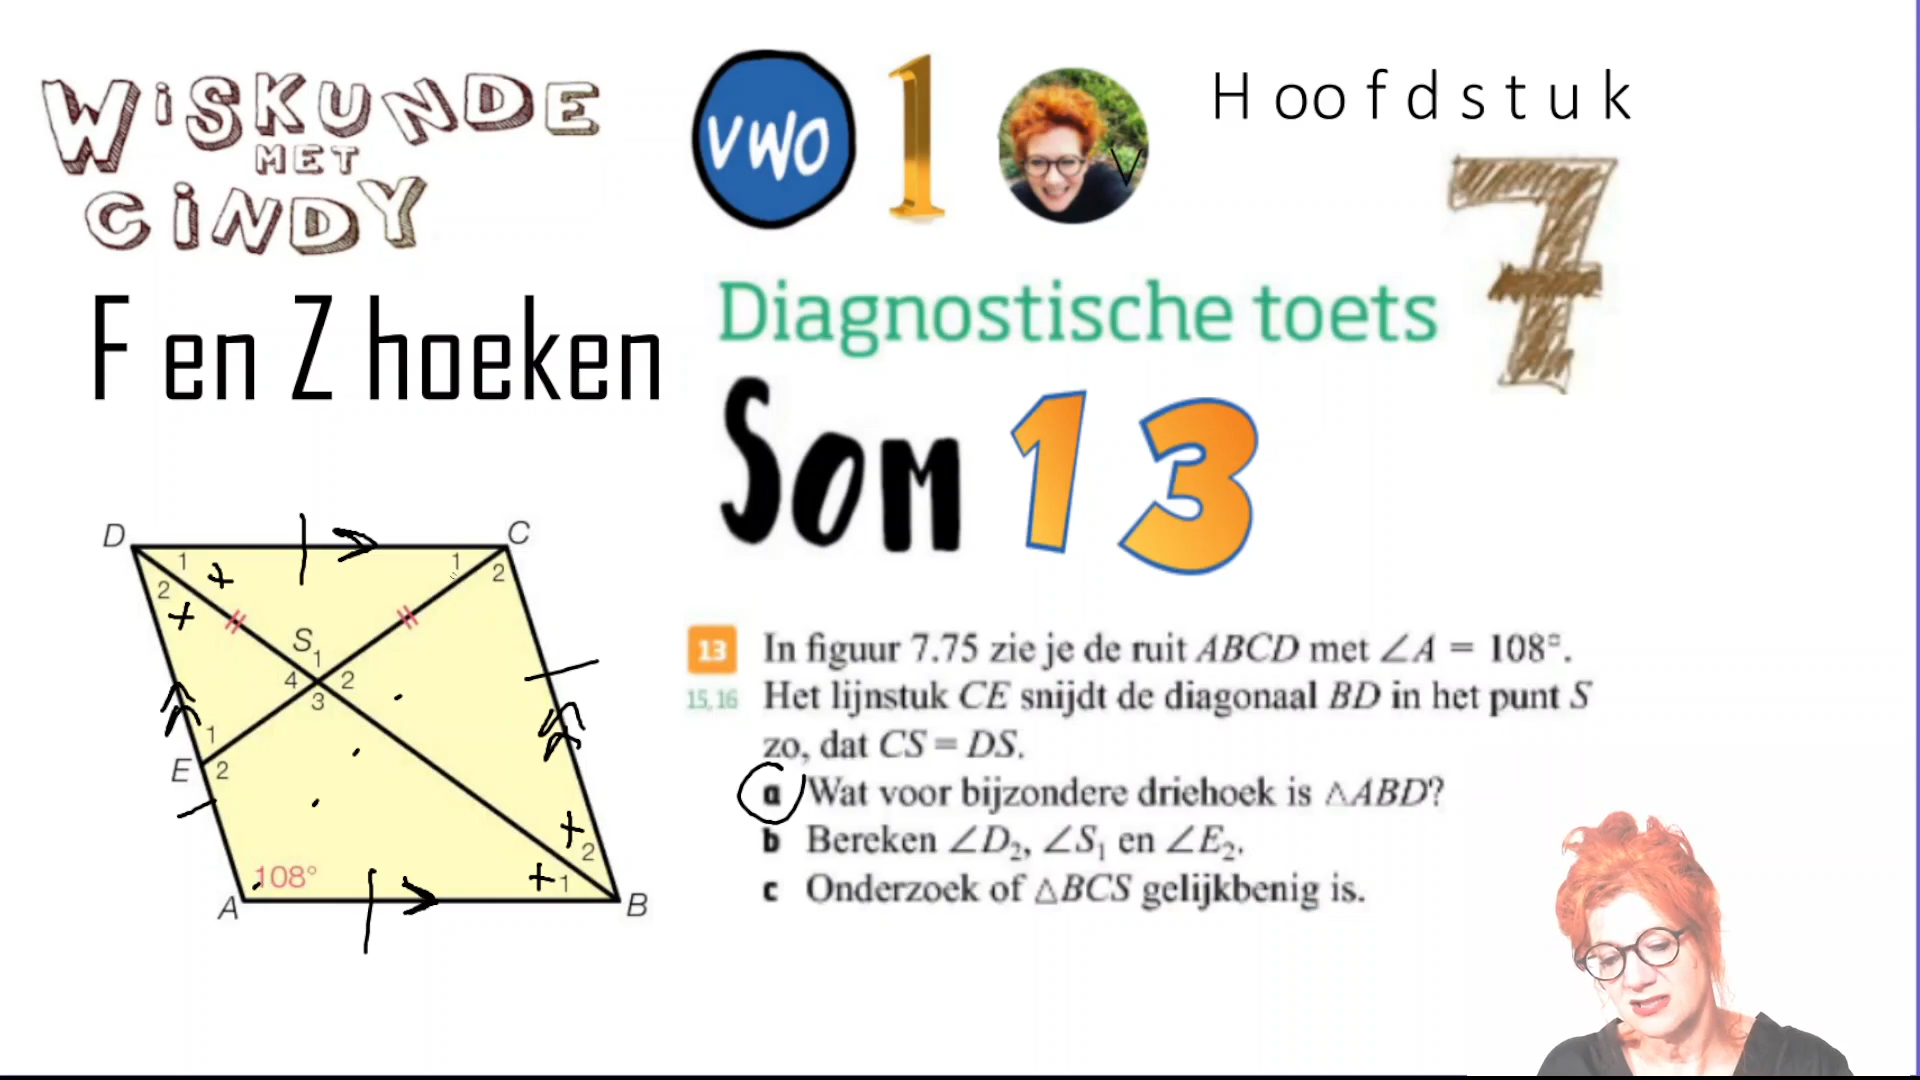 WiSKUNDE
MET
CiNDY
VWO
1
v
Hoofdstuk
7
F en Z hoeken
Diagnostische toets
Som 13
D
C
1
2
1
2
S
1
4
2
3
1
E
2
108°
A
2
1
B
13
15, 16
In figuur 7.75 zie je de ruit ABCD met ∠A = 108°.
Het lijnstuk CE snijdt de diagonaal BD in het punt S
zo, dat CS = DS.
a Wat voor bijzondere driehoek is △ABD?
b Bereken ∠D₂, ∠S₁ en ∠E₂.
c Onderzoek of △BCS gelijkbenig is.